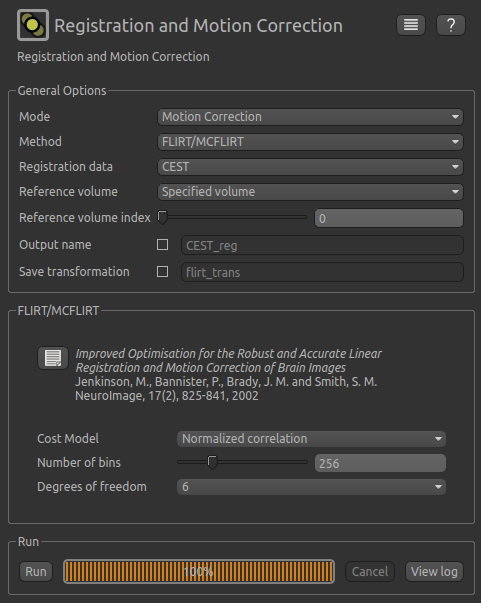 Registration and Motion Correction
?
Registration and Motion Correction
General Options
Mode Motion Correction
Method FLIRT/MCFLIRT
Registration data CEST
Reference volume Specified volume
Reference volume index 0
Output name CEST_reg
Save transformation flirt_trans
FLIRT/MCFLIRT
Improved Optimisation for the Robust and Accurate Linear
Registration and Motion Correction of Brain Images
Jenkinson, M., Bannister, P., Brady, J. M. and Smith, S. M.
NeuroImage, 17(2), 825-841, 2002
Cost Model Normalized correlation
Number of bins 256
Degrees of freedom 6
Run
Run 100% Cancel View log